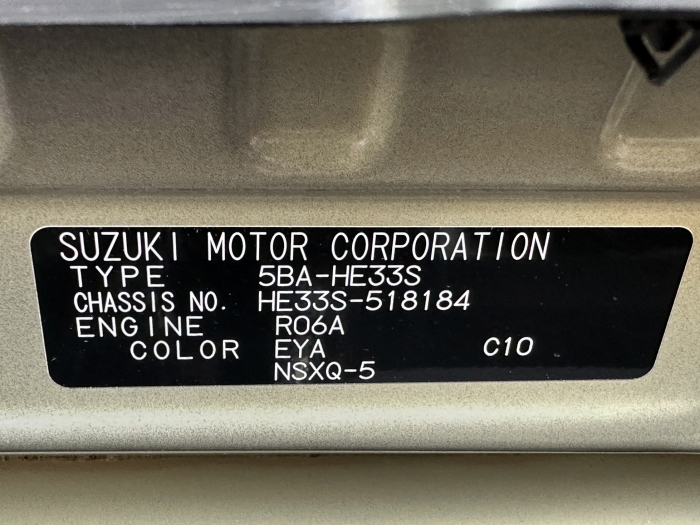 SUZUKI MOTOR CORPORATION
TYPE 5BA-HE33S
CHASSIS NO. HE33S-518184
ENGINE R06A
COLOR EYA C10
NSXQ-5